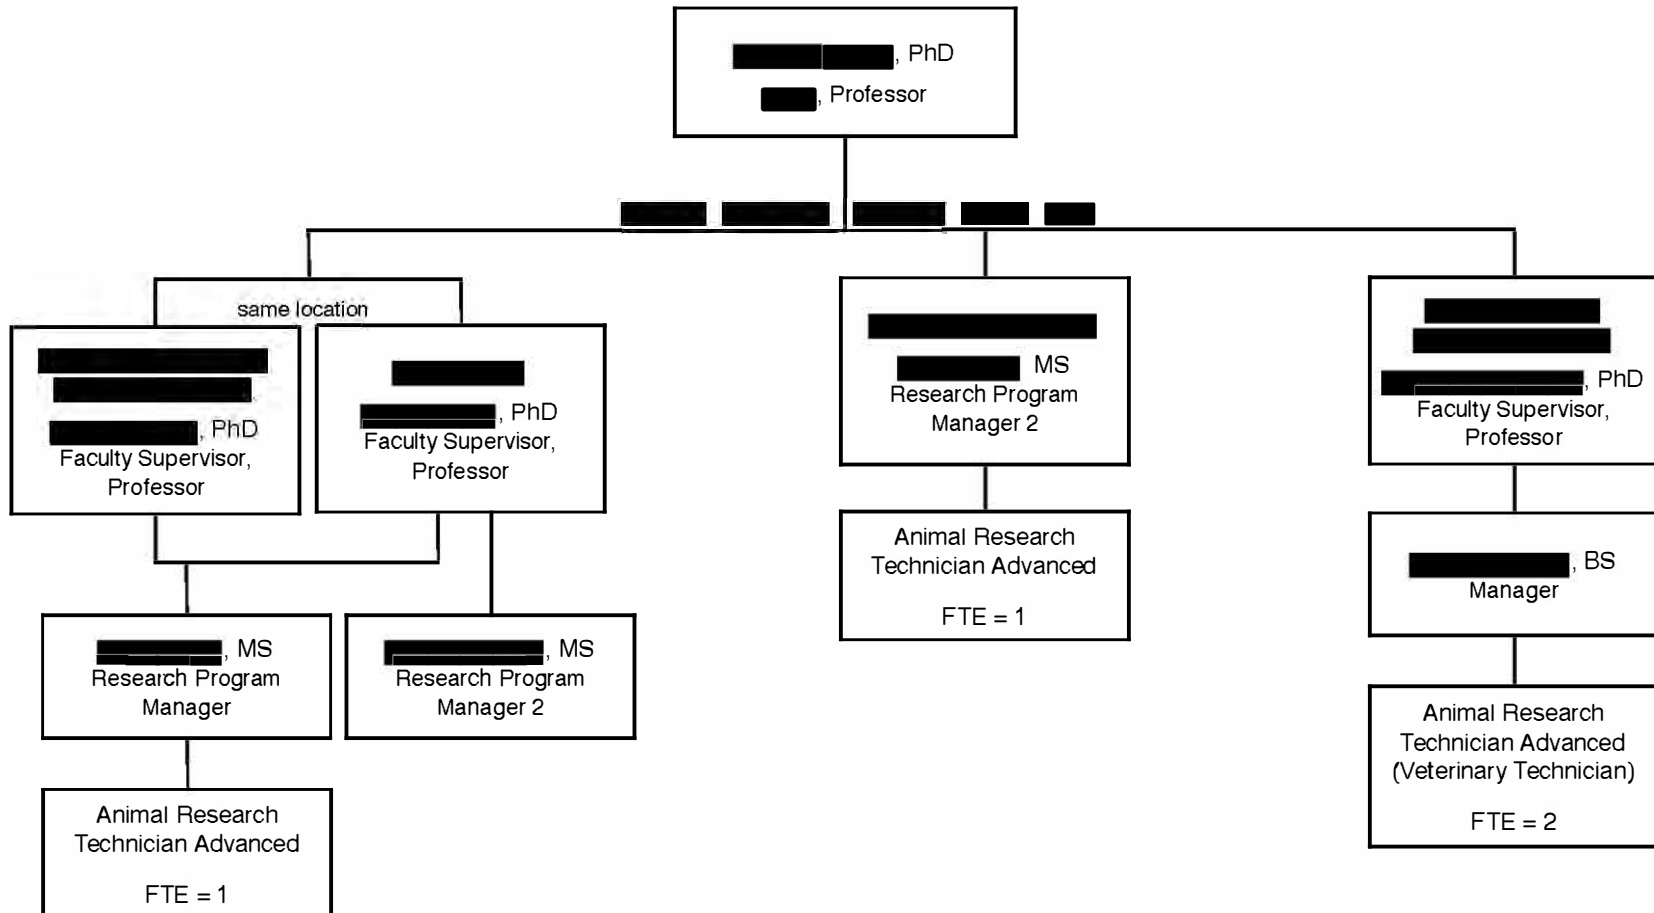 , PhD
, Professor
same location
, PhD
Faculty Supervisor,
Professor
, PhD
Faculty Supervisor,
Professor
MS
Research Program
Manager 2
, PhD
Faculty Supervisor,
Professor
Animal Research
Technician Advanced
FTE = 1
, BS
Manager
, MS
Research Program
Manager
, MS
Research Program
Manager 2
Animal Research
Technician Advanced
(Veterinary Technician)
FTE = 2
Animal Research
Technician Advanced
FTE = 1